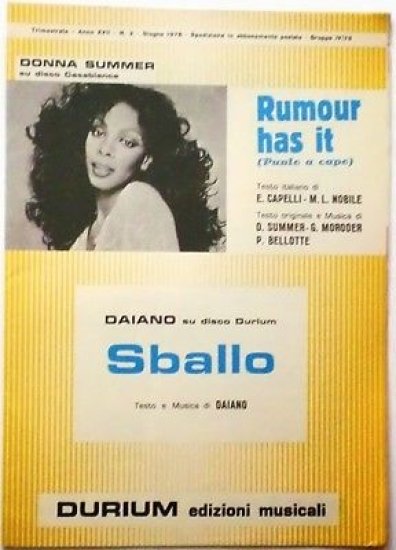 Trimestrale - Anno XVII - N. 2 - Giugno 1978 - Spedizione in abbonamento postale - Gruppo IV/70
DONNA SUMMER
su disco Casablanca
Rumour
has it
(Punto a capo)
Testo italiano di
E. CAPELLI - M. L. NOBILE
Testo originale e Musica di
D. SUMMER - G. MORODER
P. BELLOTTE
DAIANO su disco Durium
Sballo
Testo e Musica di DAIANO
DURIUM edizioni musicali